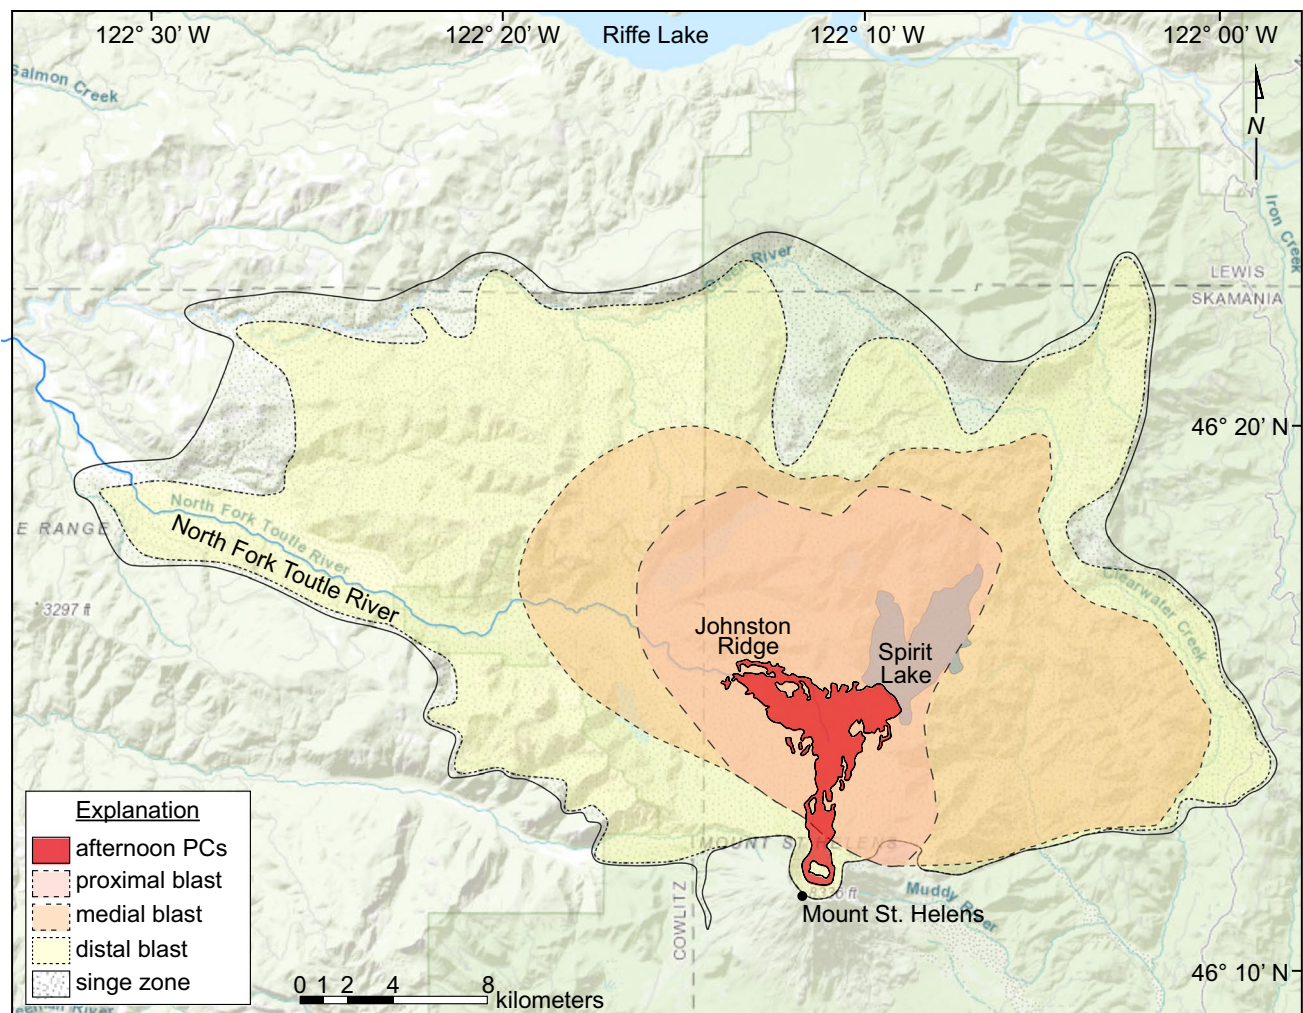 122° 30’ W
122° 20’ W
Riffe Lake
122° 10’ W
122° 00’ W
Salmon Creek
N
Iron Creek
River
LEWIS
SKAMANIA
46° 20’ N
North Fork Toutle River
E RANGE
North Fork Toutle River
Clearwater Creek
3297 ft
Johnston
Ridge
Spirit
Lake
Explanation
afternoon PCs
proximal blast
medial blast
distal blast
singe zone
MOUNT ST HELENS
Muddy River
Mount St. Helens
COWLITZ
46° 10’ N
0 1 2 4 8
kilometers
River